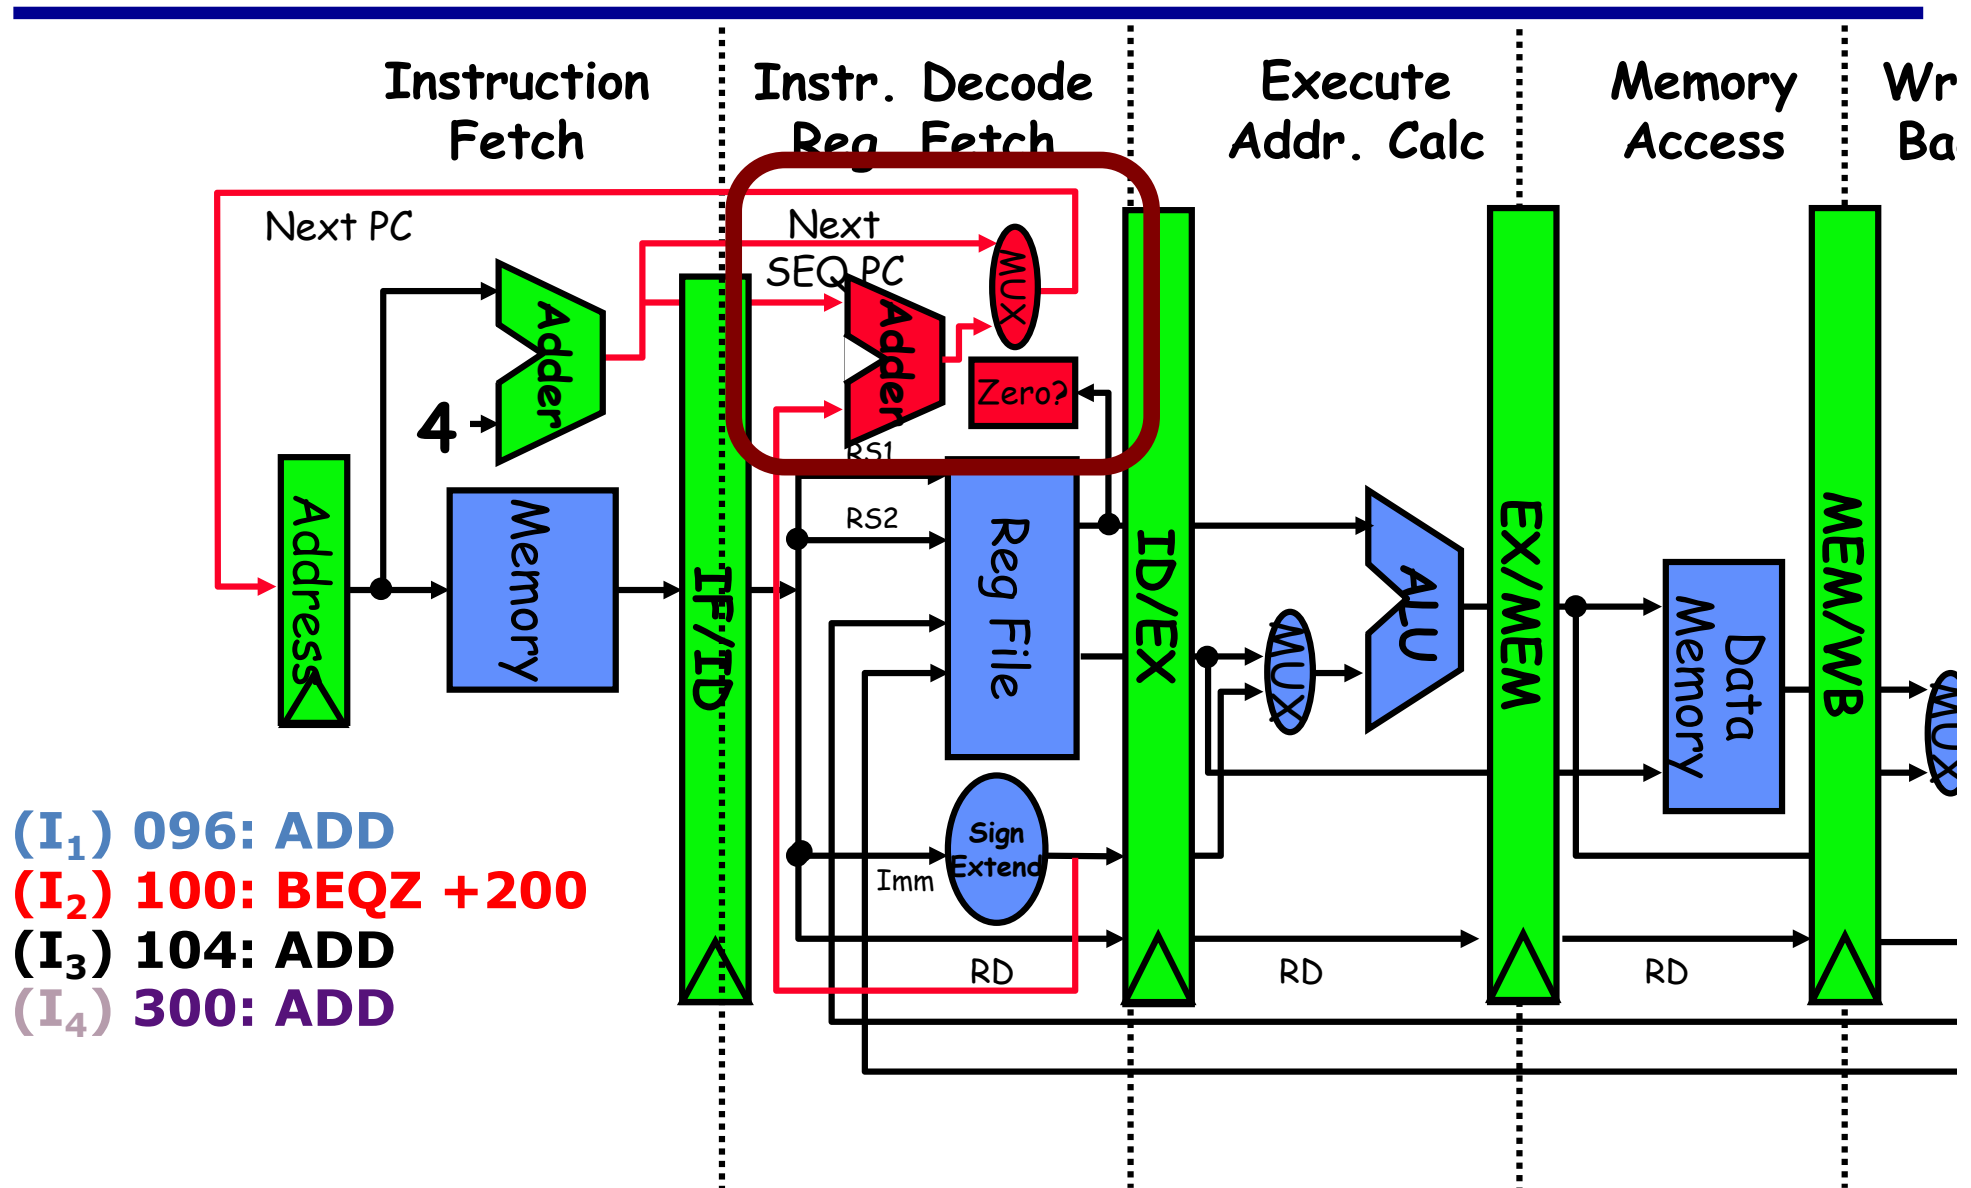 Instruction
Fetch
Instr. Decode
Reg. Fetch
Execute
Addr. Calc
Memory
Access
Wr
Ba
Next PC
Next
SEQ PC
MUX
Adder
Adder
Zero?
4
RS1
Address
Memory
IF/ID
RS2
Reg File
ID/EX
MUX
ALU
EX/MEM
Data
Memory
MEM/WB
MUX
Sign
Extend
Imm
RD
RD
RD
(I1) 096: ADD
(I2) 100: BEQZ +200
(I3) 104: ADD
(I4) 300: ADD